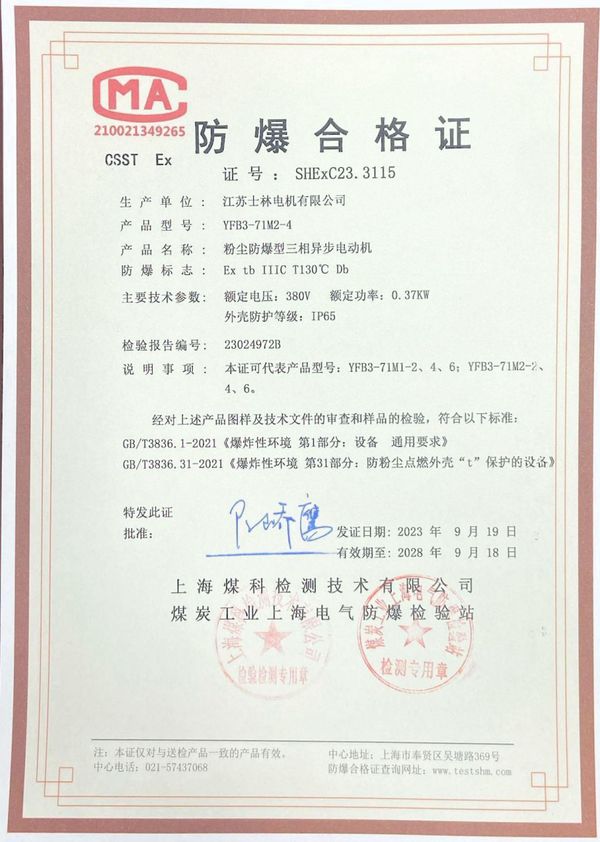 CMA
210021349265
CSST Ex
防爆合格证
证号：SHExC23.3115
生产单位：江苏士林电机有限公司
产品型号：YFB3-71M2-4
产品名称：粉尘防爆型三相异步电动机
防爆标志：Ex tb IIIC T130℃ Db
主要技术参数：额定电压：380V 额定功率：0.37KW
外壳防护等级：IP65
检验报告编号：23024972B
说明事项：本证可代表产品型号：YFB3-71M1-2、4、6；YFB3-71M2-2、
4、6。
经对上述产品图样及技术文件的审查和样品的检验，符合以下标准：
GB/T3836.1-2021《爆炸性环境 第1部分：设备 通用要求》
GB/T3836.31-2021《爆炸性环境 第31部分：防粉尘点燃外壳“t”保护的设备》
特发此证
批准：
发证日期：2023 年 9 月 19 日
有效期至：2028 年 9 月 18 日
上海煤科检测技术有限公司
煤炭工业上海电气防爆检验站
检验检测专用章
煤炭工业上海电气防爆检验站
检测专用章
注：本证仅对与送检产品一致的产品有效。
中心地址：上海市奉贤区吴塘路369号
中心电话：021-57437068
防爆合格证查询网址：www.testshm.com